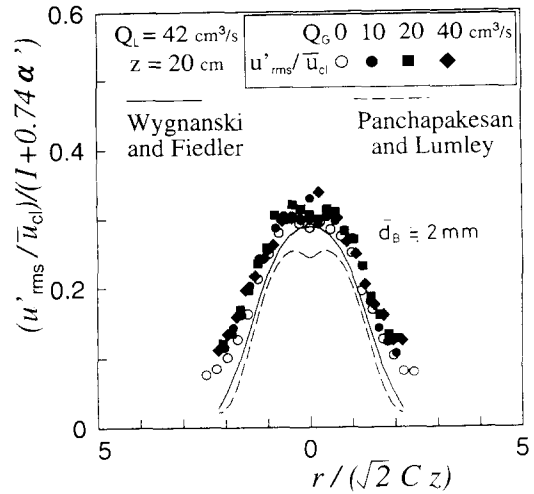 Q_L = 42 cm³/s
z = 20 cm
Q_G 0 10 20 40 cm³/s
u'_rms/ū_cl ○ ● ■ ◆
Wygnanski
and Fiedler
Panchapakesan
and Lumley
d̄_B ≒ 2 mm
(u'_rms/ū_cl)/(1+0.74α')
0.6
0.4
0.2
0
5 0 5
r/(√2 C z)